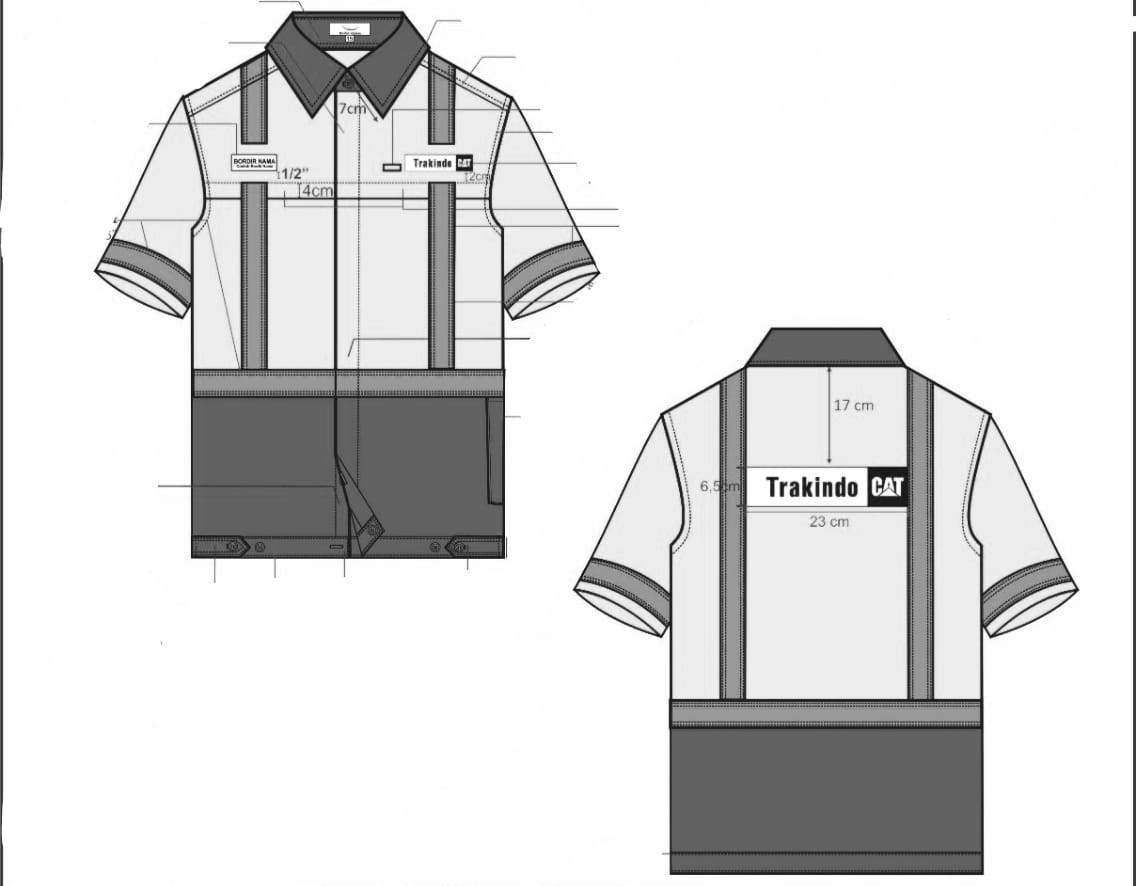 15
7cm
BORDIR NAMA
Contoh Bordir Nama
Trakindo CAT
1/2"
2cm
4cm
17 cm
6,5cm
Trakindo CAT
23 cm